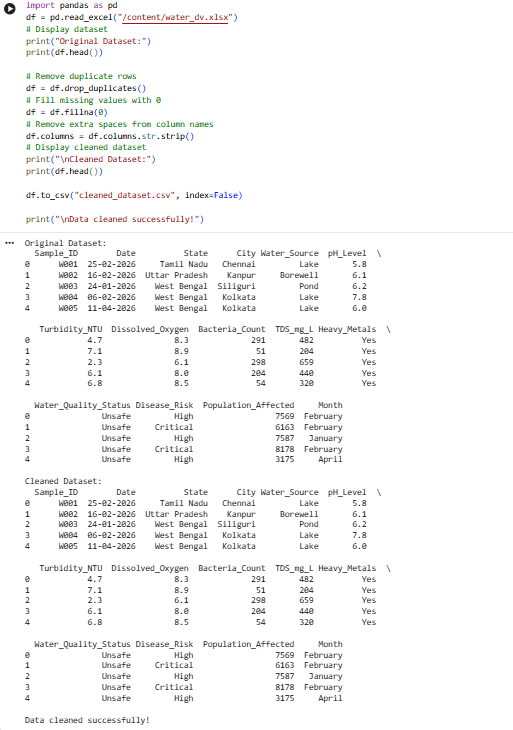 import pandas as pd
df = pd.read_excel("/content/water_dv.xlsx")
# Display dataset
print("Original Dataset:")
print(df.head())

# Remove duplicate rows
df = df.drop_duplicates()
# Fill missing values with 0
df = df.fillna(0)
# Remove extra spaces from column names
df.columns = df.columns.str.strip()
# Display cleaned dataset
print("\nCleaned Dataset:")
print(df.head())

df.to_csv("cleaned_dataset.csv", index=False)

print("\nData cleaned successfully!")

Original Dataset:
  Sample_ID        Date          State      City Water_Source  pH_Level  \
0      W001  25-02-2026     Tamil Nadu   Chennai         Lake       5.8
1      W002  16-02-2026  Uttar Pradesh    Kanpur     Borewell       6.1
2      W003  24-01-2026    West Bengal  Siliguri         Pond       6.2
3      W004  06-02-2026    West Bengal   Kolkata         Lake       7.8
4      W005  11-04-2026    West Bengal   Kolkata         Lake       6.0

   Turbidity_NTU  Dissolved_Oxygen  Bacteria_Count  TDS_mg_L Heavy_Metals  \
0            4.7               8.3             291       482          Yes
1            7.1               8.9              51       204          Yes
2            2.3               6.1             298       659          Yes
3            6.1               8.0             204       440          Yes
4            6.8               8.5              54       320          Yes

  Water_Quality_Status Disease_Risk  Population_Affected     Month
0               Unsafe         High                 7569  February
1               Unsafe     Critical                 6163  February
2               Unsafe         High                 7587   January
3               Unsafe     Critical                 8178  February
4               Unsafe         High                 3175     April

Cleaned Dataset:
  Sample_ID        Date          State      City Water_Source  pH_Level  \
0      W001  25-02-2026     Tamil Nadu   Chennai         Lake       5.8
1      W002  16-02-2026  Uttar Pradesh    Kanpur     Borewell       6.1
2      W003  24-01-2026    West Bengal  Siliguri         Pond       6.2
3      W004  06-02-2026    West Bengal   Kolkata         Lake       7.8
4      W005  11-04-2026    West Bengal   Kolkata         Lake       6.0

   Turbidity_NTU  Dissolved_Oxygen  Bacteria_Count  TDS_mg_L Heavy_Metals  \
0            4.7               8.3             291       482          Yes
1            7.1               8.9              51       204          Yes
2            2.3               6.1             298       659          Yes
3            6.1               8.0             204       440          Yes
4            6.8               8.5              54       320          Yes

  Water_Quality_Status Disease_Risk  Population_Affected     Month
0               Unsafe         High                 7569  February
1               Unsafe     Critical                 6163  February
2               Unsafe         High                 7587   January
3               Unsafe     Critical                 8178  February
4               Unsafe         High                 3175     April

Data cleaned successfully!